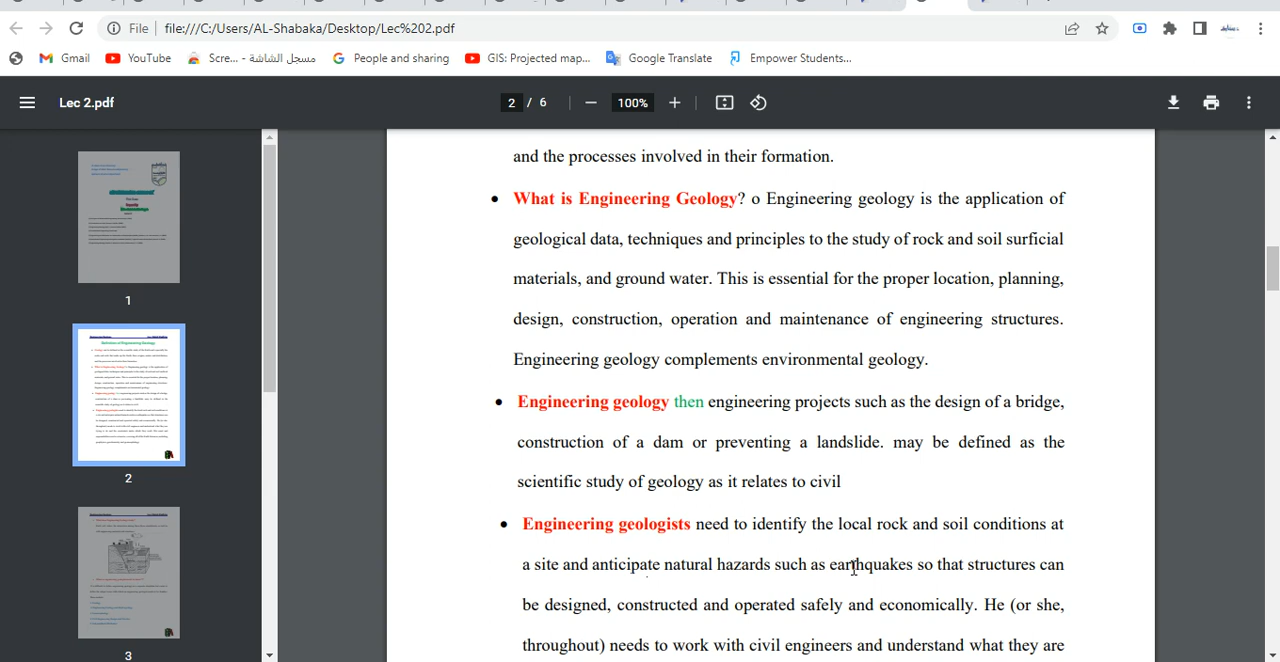 File
file:///C:/Users/AL-Shabaka/Desktop/Lec%202.pdf
Gmail
YouTube
Scre... - مسجل الشاشة
People and sharing
GIS: Projected map...
Google Translate
Empower Students...
Lec 2.pdf
2 / 6
100%
1
2
3
and the processes involved in their formation.
• What is Engineering Geology? o Engineering geology is the application of
geological data, techniques and principles to the study of rock and soil surficial
materials, and ground water. This is essential for the proper location, planning,
design, construction, operation and maintenance of engineering structures.
Engineering geology complements envirinmental geology.
• Engineering geology then engineering projects such as the design of a bridge,
construction of a dam or preventing a landslide. may be defined as the
scientific study of geology as it relates to civil
• Engineering geologists need to identify the local rock and soil conditions at
a site and anticipate natural hazards such as earthquakes so that structures can
be designed, constructed and operated safely and economically. He (or she,
throughout) needs to work with civil engineers and understand what they are